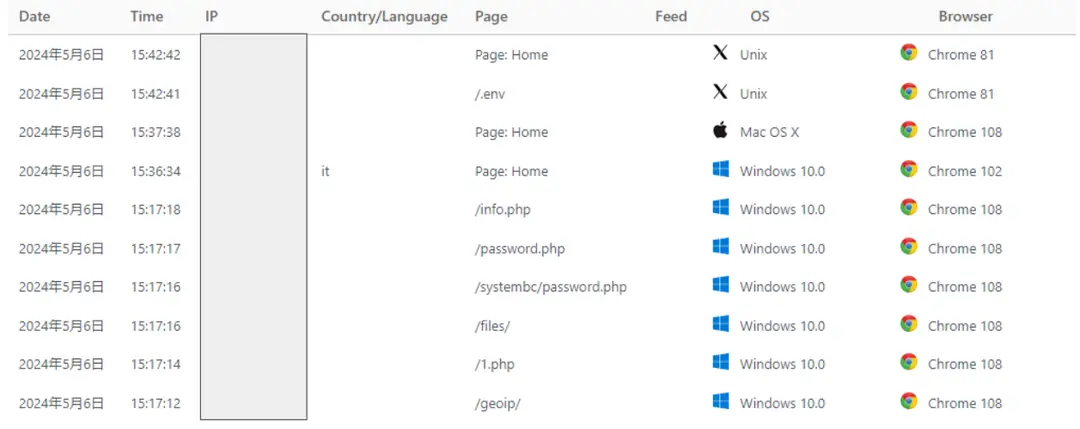 Date Time IP Country/Language Page Feed OS Browser
2024年5月6日 15:42:42 Page: Home Unix Chrome 81
2024年5月6日 15:42:41 /.env Unix Chrome 81
2024年5月6日 15:37:38 Page: Home Mac OS X Chrome 108
2024年5月6日 15:36:34 it Page: Home Windows 10.0 Chrome 102
2024年5月6日 15:17:18 /info.php Windows 10.0 Chrome 108
2024年5月6日 15:17:17 /password.php Windows 10.0 Chrome 108
2024年5月6日 15:17:16 /systembc/password.php Windows 10.0 Chrome 108
2024年5月6日 15:17:16 /files/ Windows 10.0 Chrome 108
2024年5月6日 15:17:14 /1.php Windows 10.0 Chrome 108
2024年5月6日 15:17:12 /geoip/ Windows 10.0 Chrome 108